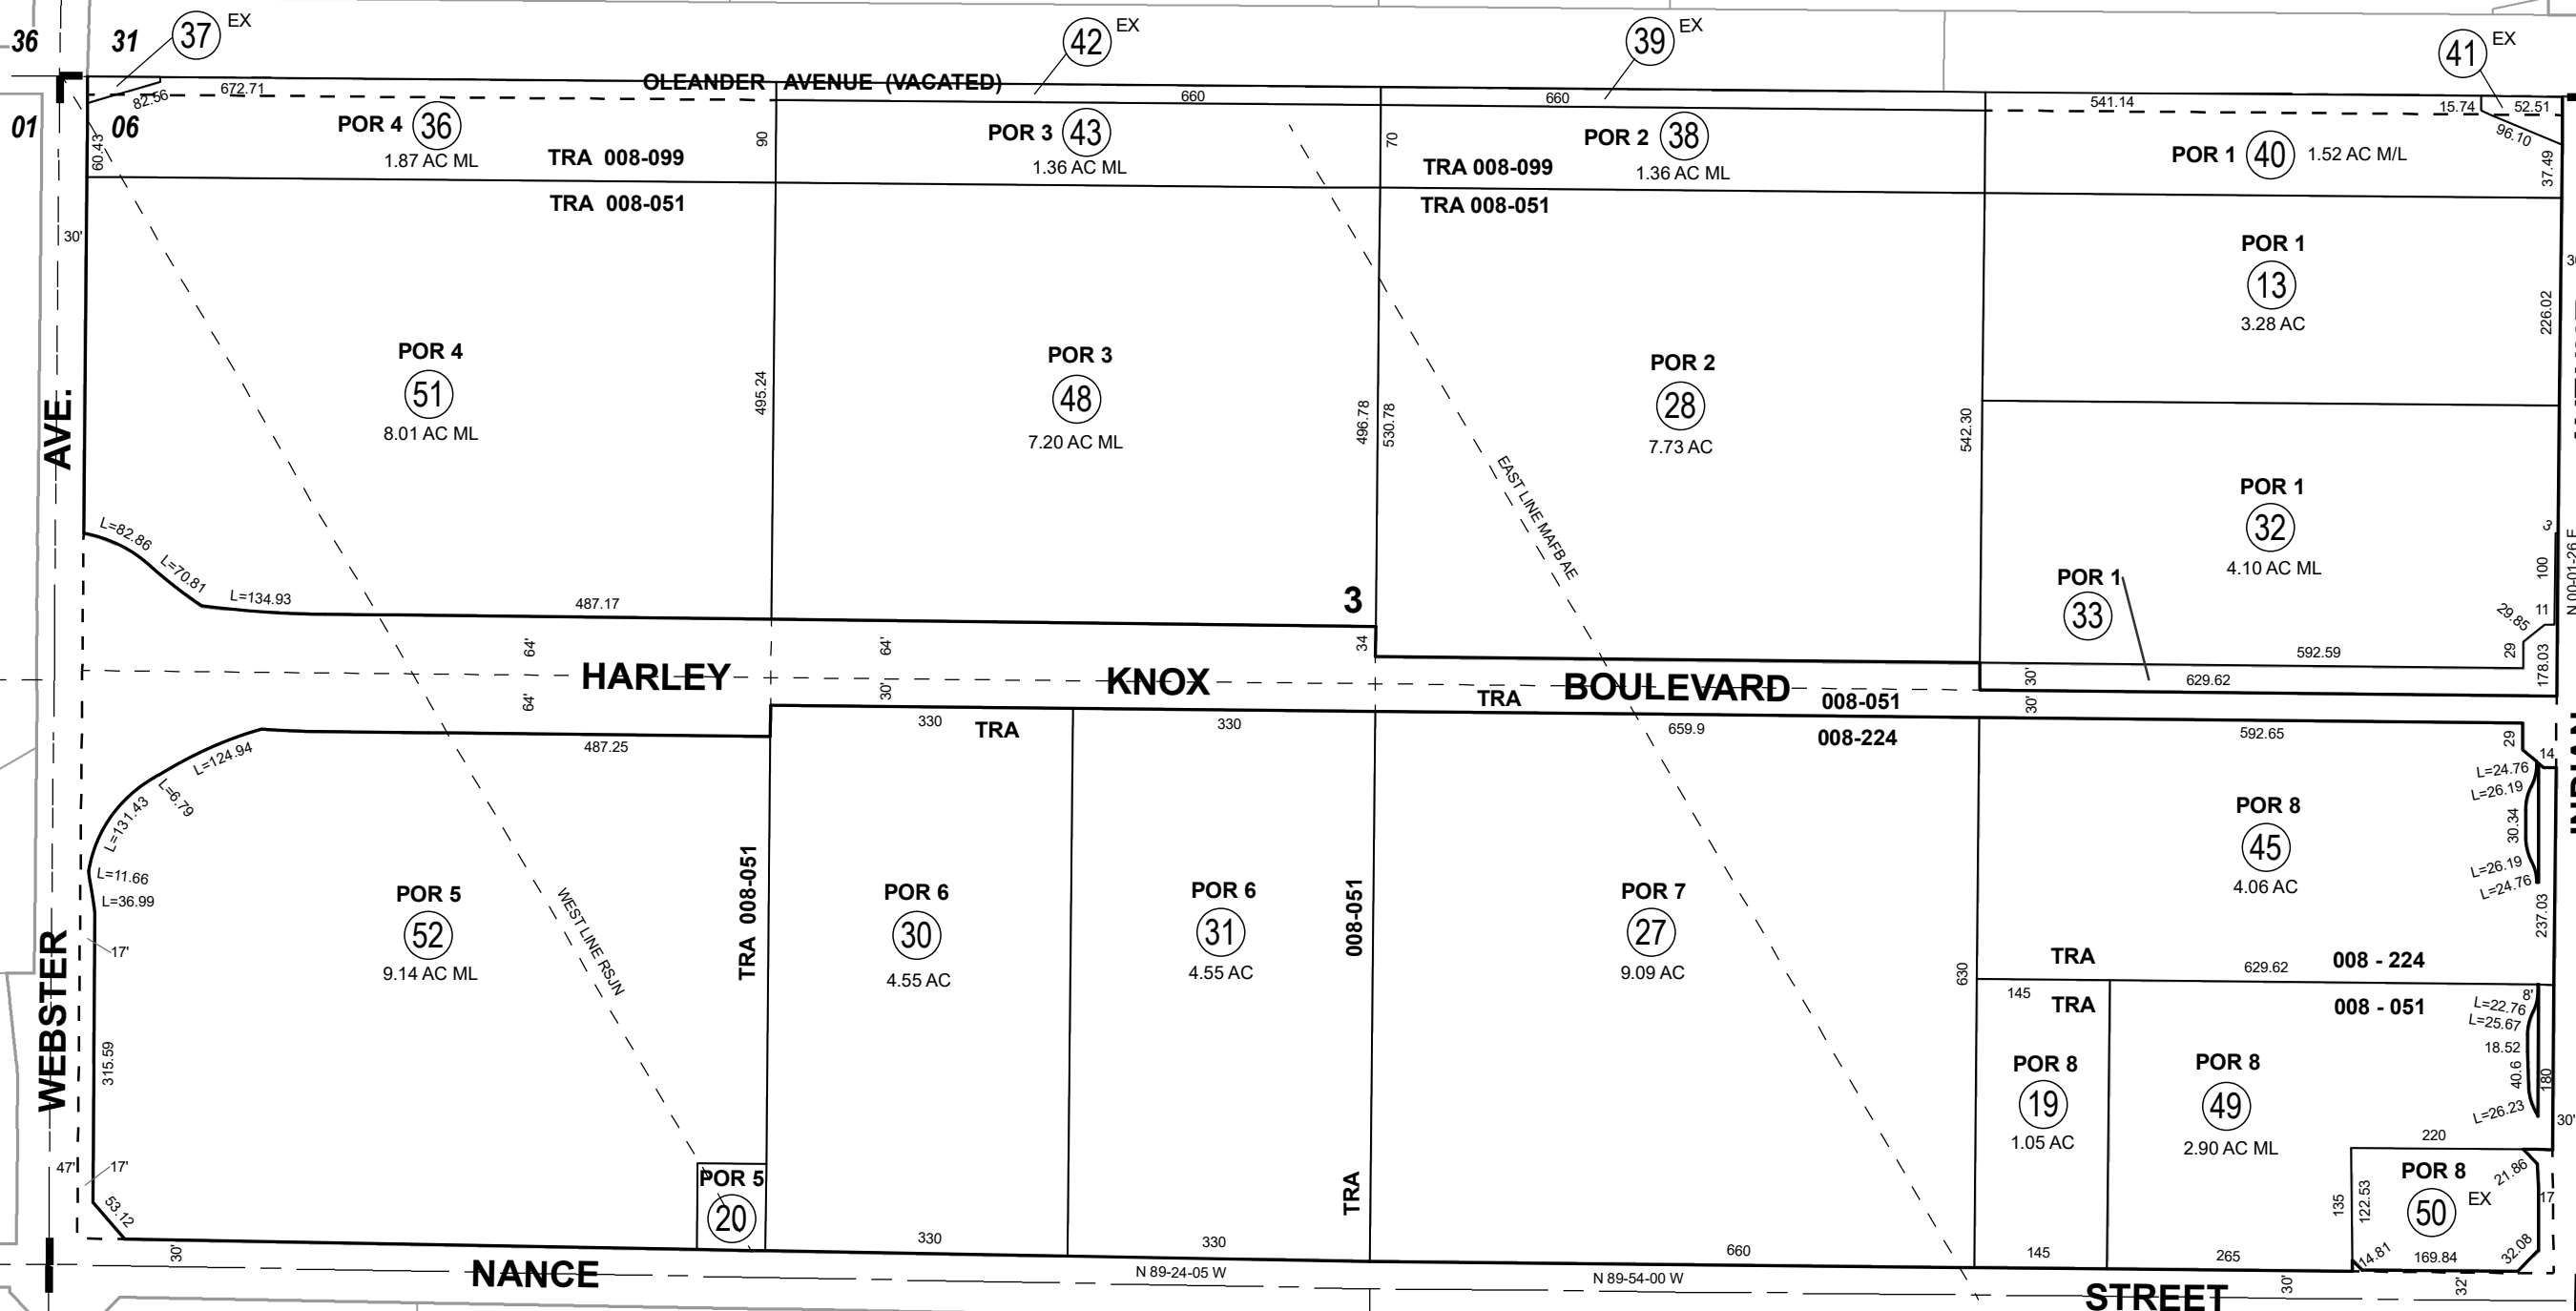 36
31
37 EX
42 EX
39 EX
41 EX
01
06
OLEANDER AVENUE (VACATED)
82.56
672.71
660
660
541.14
15.74
52.51
96.10
60.43
POR 4 36
1.87 AC ML
TRA 008-099
90
POR 3 43
1.36 AC ML
70
POR 2 38
1.36 AC ML
TRA 008-099
POR 1 40 1.52 AC M/L
37.49
TRA 008-051
TRA 008-051
30'
POR 1
13
3.28 AC
226.02
POR 4
51
8.01 AC ML
495.24
POR 3
48
7.20 AC ML
496.78
530.78
POR 2
28
7.73 AC
542.30
AVE.
EAST LINE MAFB AE
POR 1
32
4.10 AC ML
3
100
11
N 00-01-26 E
L=82.86
L=70.81
L=134.93
487.17
3
POR 1
33
29.85
29
592.59
178.03
64'
64'
34
HARLEY KNOX BOULEVARD
30'
629.62
64'
30'
TRA
008-051
30'
330
TRA
330
659.9
008-224
592.65
29
14
487.25
L=124.94
L=6.79
L=131.43
L=11.66
L=36.99
17'
L=24.76
L=26.19
30.34
L=26.19
L=24.76
237.03
POR 8
45
4.06 AC
TRA 008-051
008-051
POR 5
52
9.14 AC ML
WEST LINE RSJN
POR 6
30
4.55 AC
POR 6
31
4.55 AC
POR 7
27
9.09 AC
630
TRA
629.62
008 - 224
145
TRA
008 - 051
8'
L=22.76
L=25.67
18.52
40.6
180
L=26.23
30'
WEBSTER
315.59
POR 8
19
1.05 AC
POR 8
49
2.90 AC ML
220
47'
17'
53.12
POR 5
20
TRA
135
122.53
POR 8
50 EX
21.86
17
14.81
169.84
32.08
30'
330
330
660
145
265
NANCE
N 89-24-05 W
N 89-54-00 W
STREET
30'
32'